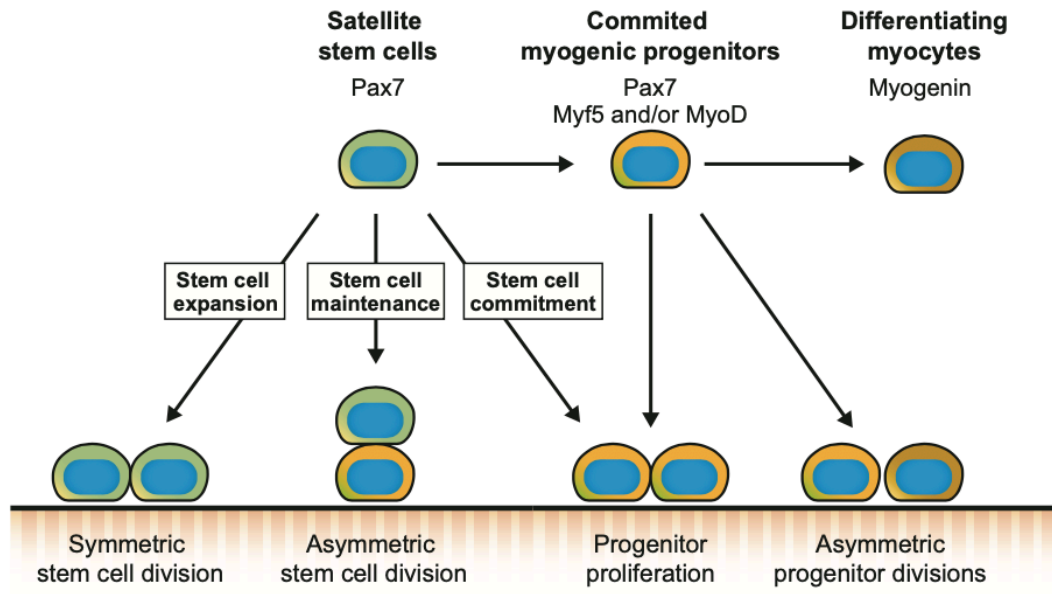 Satellite
stem cells
Pax7
Commited
myogenic progenitors
Pax7
Myf5 and/or MyoD
Differentiating
myocytes
Myogenin
Stem cell
expansion
Stem cell
maintenance
Stem cell
commitment
Symmetric
stem cell division
Asymmetric
stem cell division
Progenitor
proliferation
Asymmetric
progenitor divisions